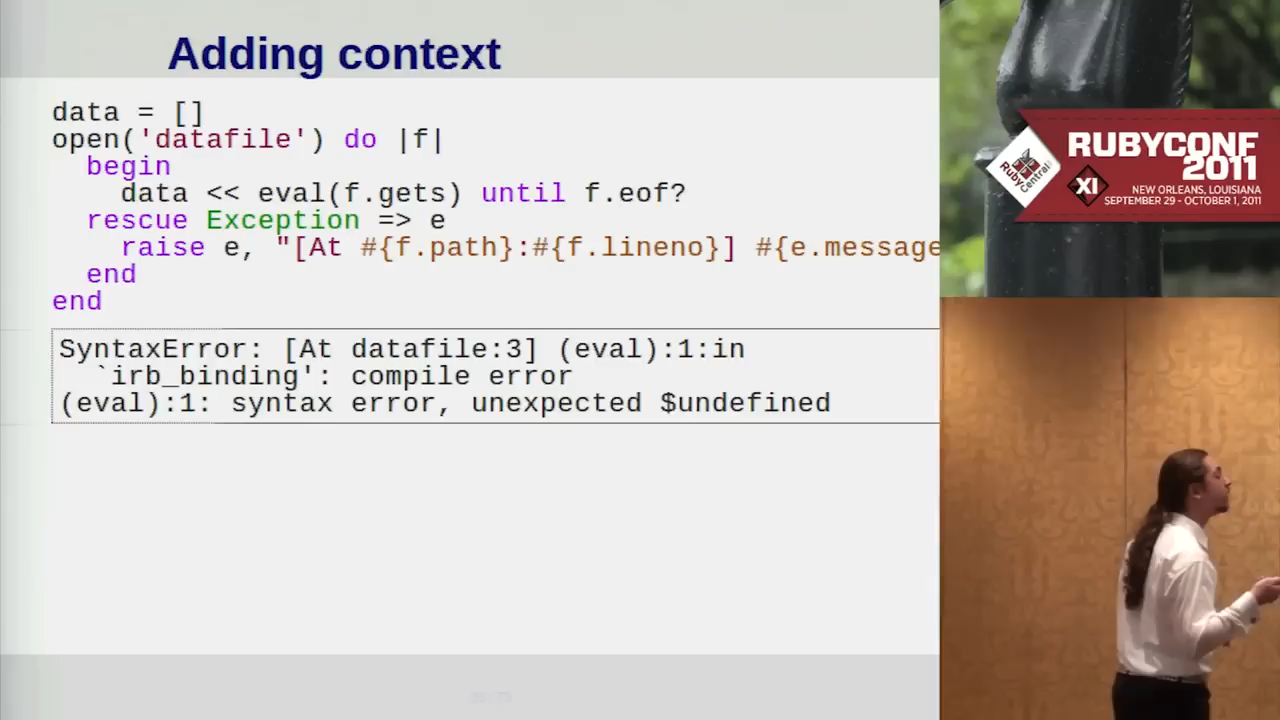 Adding context
data = []
open('datafile') do |f|
  begin
    data << eval(f.gets) until f.eof?
  rescue Exception => e
    raise e, "[At #{f.path}:#{f.lineno}] #{e.message
  end
end
SyntaxError: [At datafile:3] (eval):1:in
  `irb_binding': compile error
(eval):1: syntax error, unexpected $undefined
RUBYCONF
2011
RubyCentral
XI
NEW ORLEANS, LOUISIANA
SEPTEMBER 29 - OCTOBER 1, 2011